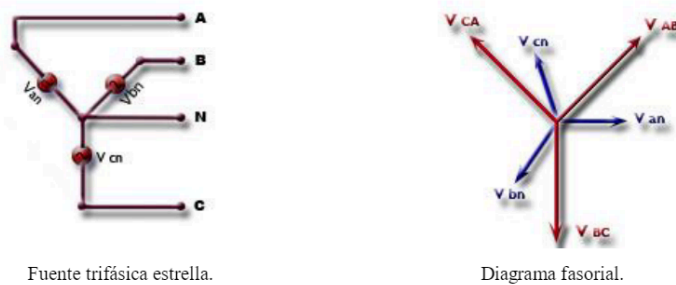 A
B
Van
Vbn
N
V cn
C
V CA
V cn
V AB
V an
V bn
V BC
Fuente trifásica estrella.
Diagrama fasorial.